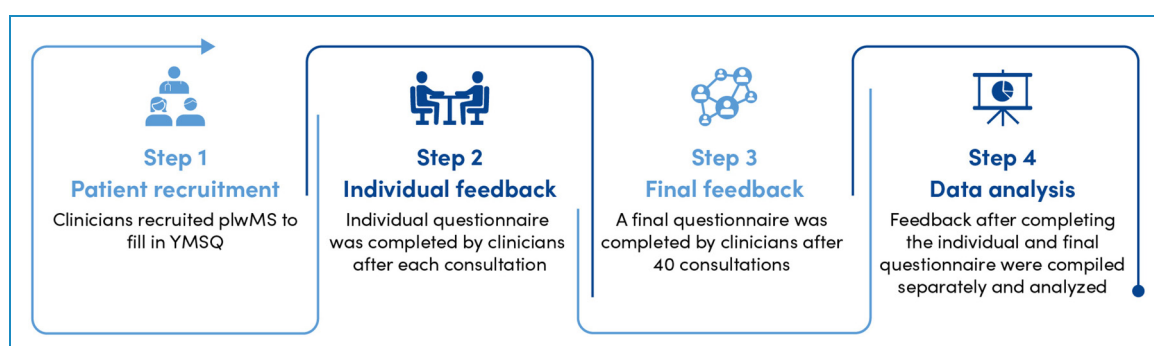 Step 1
Patient recruitment
Clinicians recruited plwMS to
fill in YMSQ
Step 2
Individual feedback
Individual questionnaire
was completed by clinicians
after each consultation
Step 3
Final feedback
A final questionnaire was
completed by clinicians after
40 consultations
Step 4
Data analysis
Feedback after completing
the individual and final
questionnaire were compiled
separately and analyzed